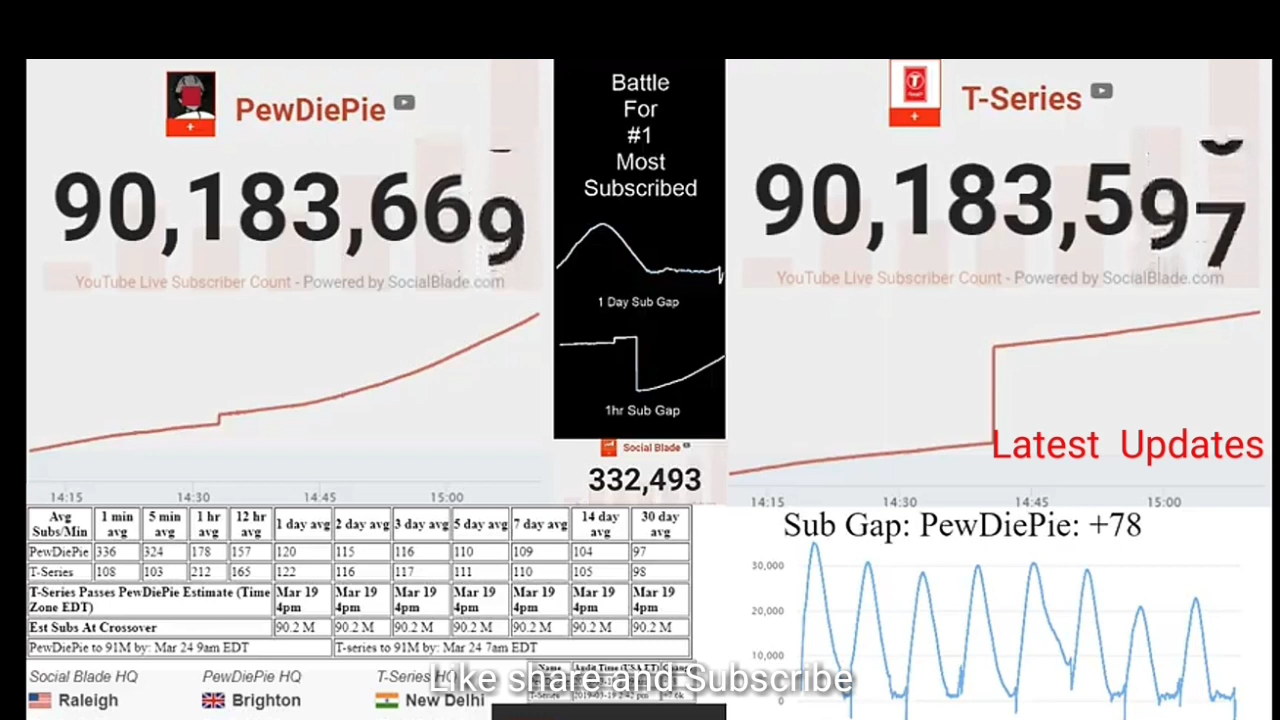 PewDiePie
90,183,669
YouTube Live Subscriber Count - Powered by SocialBlade.com
14:15 14:30 14:45 15:00
Battle
For
#1
Most
Subscribed
1 Day Sub Gap
1hr Sub Gap
Social Blade
332,493
T-Series
90,183,597
YouTube Live Subscriber Count - Powered by SocialBlade.com
Latest Updates
14:15 14:30 14:45 15:00
Avg Subs/Min 1 min avg 5 min avg 1 hr avg 12 hr avg 1 day avg 2 day avg 3 day avg 5 day avg 7 day avg 14 day avg 30 day avg
PewDiePie 336 324 178 157 120 115 116 110 109 104 97
T-Series 108 103 212 165 122 116 117 111 110 105 98
T-Series Passes PewDiePie Estimate (Time Zone EDT) Mar 19 4pm Mar 19 4pm Mar 19 4pm Mar 19 4pm Mar 19 4pm Mar 19 4pm Mar 19 4pm
Est Subs At Crossover 90.2 M 90.2 M 90.2 M 90.2 M 90.2 M 90.2 M 90.2 M
PewDiePie to 91M by: Mar 24 9am EDT T-series to 91M by: Mar 24 7am EDT
Sub Gap: PewDiePie: +78
30,000
20,000
10,000
0
Social Blade HQ PewDiePie HQ T-Series HQ
Raleigh Brighton New Delhi
Name Audit Time (USA ET)
Like share and Subscribe